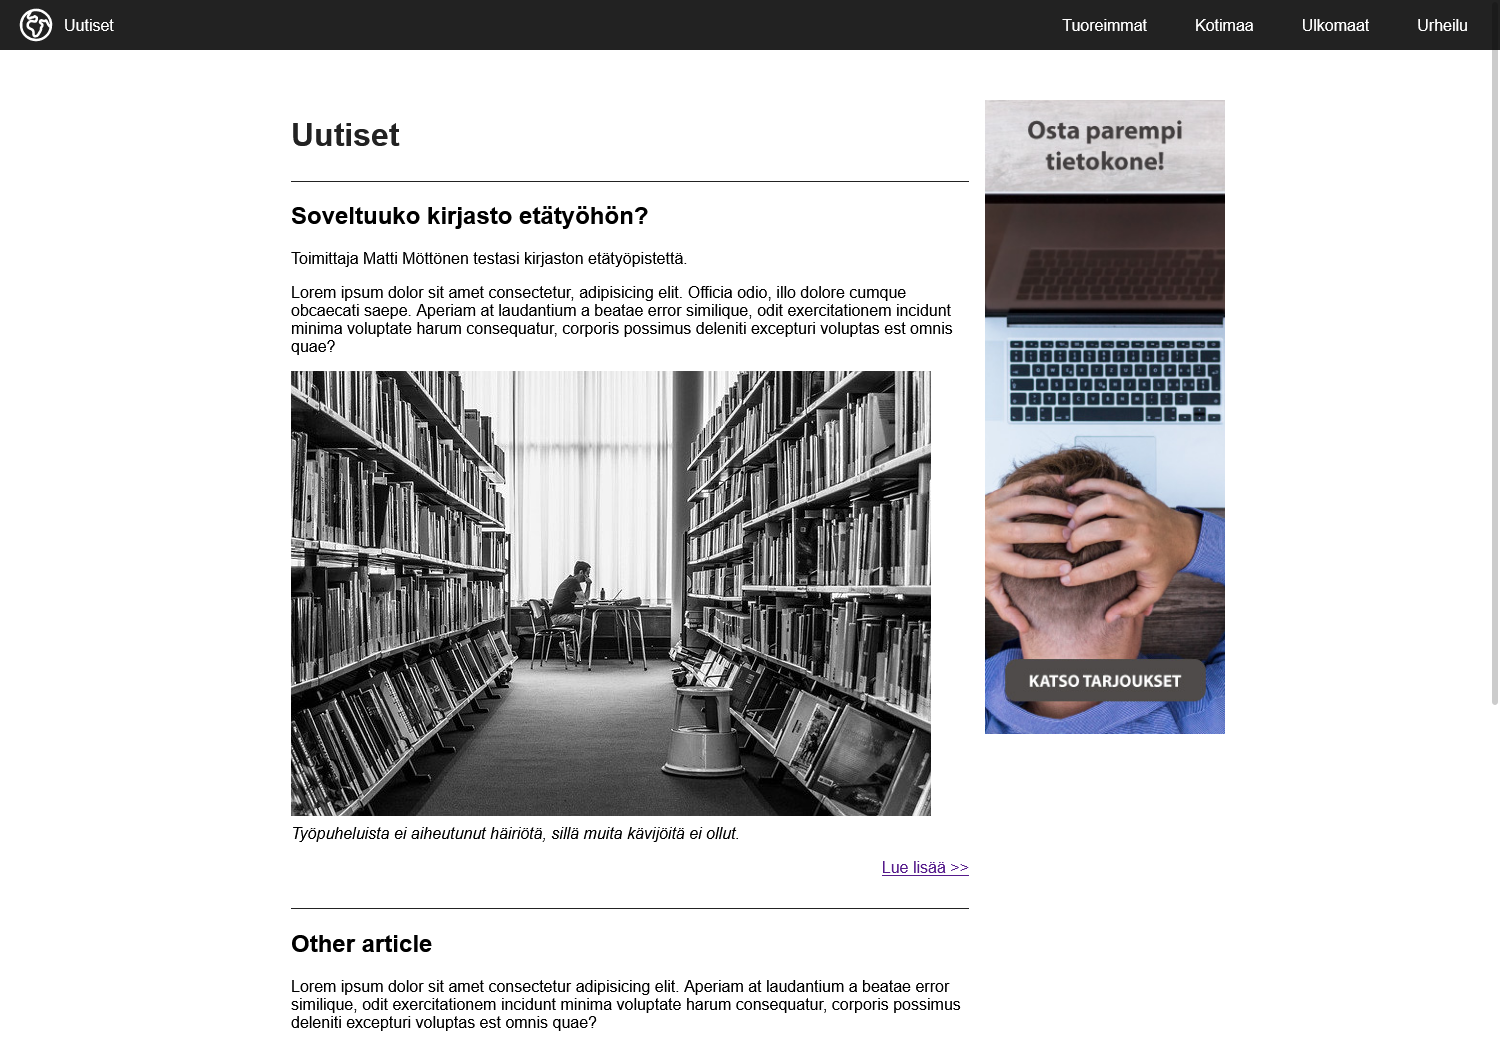 Uutiset
Tuoreimmat
Kotimaa
Ulkomaat
Urheilu
Uutiset
Soveltuuko kirjasto etätyöhön?
Toimittaja Matti Möttönen testasi kirjaston etätyöpistettä.
Lorem ipsum dolor sit amet consectetur, adipisicing elit. Officia odio, illo dolore cumque
obcaecati saepe. Aperiam at laudantium a beatae error similique, odit exercitationem incidunt
minima voluptate harum consequatur, corporis possimus deleniti excepturi voluptas est omnis
quae?
Työpuheluista ei aiheutunut häiriötä, sillä muita kävijöitä ei ollut.
Lue lisää >>
Other article
Lorem ipsum dolor sit amet consectetur adipisicing elit. Aperiam at laudantium a beatae error
similique, odit exercitationem incidunt minima voluptate harum consequatur, corporis possimus
deleniti excepturi voluptas est omnis quae?
Osta parempi
tietokone!
KATSO TARJOUKSET